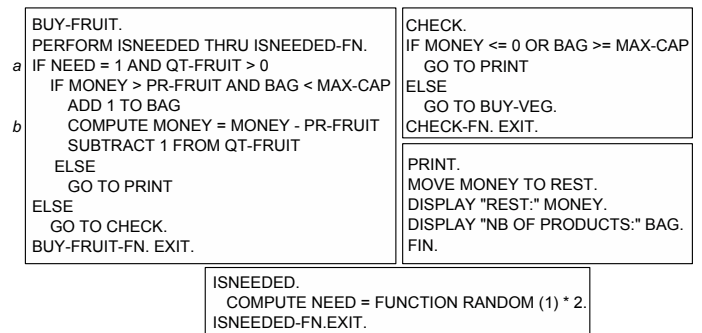 BUY-FRUIT.
PERFORM ISNEEDED THRU ISNEEDED-FN.
a IF NEED = 1 AND QT-FRUIT > 0
IF MONEY > PR-FRUIT AND BAG < MAX-CAP
ADD 1 TO BAG
b COMPUTE MONEY = MONEY - PR-FRUIT
SUBTRACT 1 FROM QT-FRUIT
ELSE
GO TO PRINT
ELSE
GO TO CHECK.
BUY-FRUIT-FN. EXIT.
CHECK.
IF MONEY <= 0 OR BAG >= MAX-CAP
GO TO PRINT
ELSE
GO TO BUY-VEG.
CHECK-FN. EXIT.
PRINT.
MOVE MONEY TO REST.
DISPLAY "REST:" MONEY.
DISPLAY "NB OF PRODUCTS:" BAG.
FIN.
ISNEEDED.
COMPUTE NEED = FUNCTION RANDOM (1) * 2.
ISNEEDED-FN.EXIT.